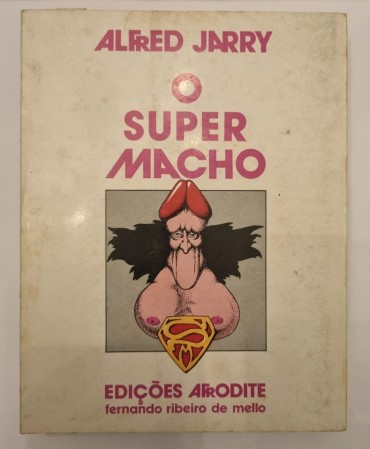 ALFRED JARRY
O
SUPER
MACHO
EDIÇÕES AFRODITE
fernando ribeiro de mello